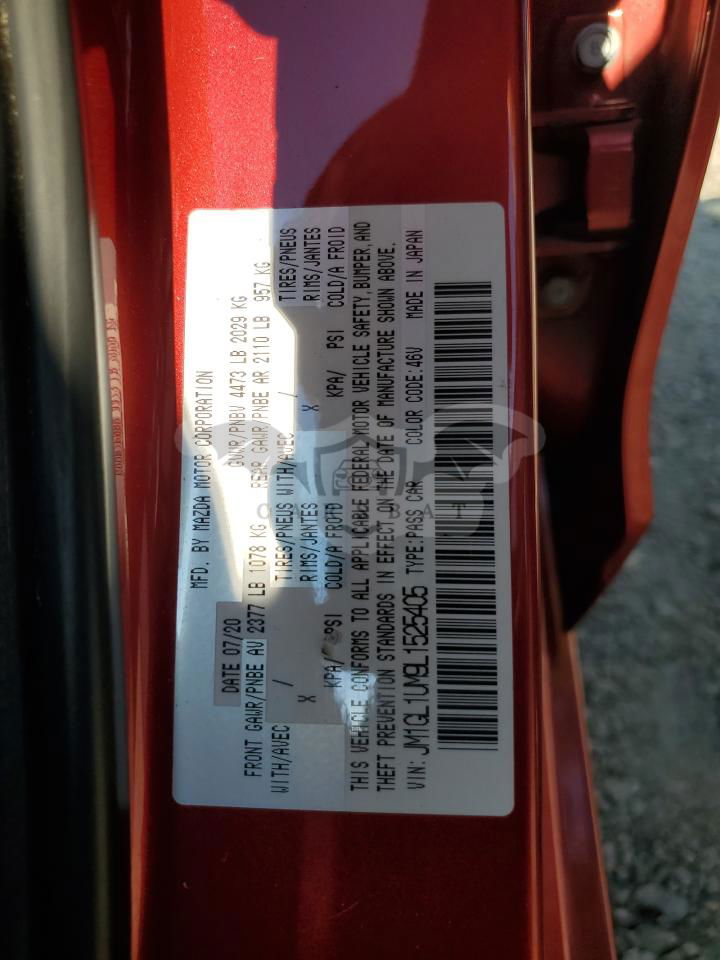 MFD. BY MAZDA MOTOR CORPORATION
DATE 07/20 GVWR/PNBV 4473 LB 2029 KG
FRONT GAWR/PNBE AV 2377 LB 1078 KG REAR GAWR/PNBE AR 2110 LB 957 KG
WITH/AVEC / TIRES/PNEUS WITH/AVEC / TIRES/PNEUS
X RIMS/JANTES X RIMS/JANTES
KPA/ PSI COLD/A FROID KPA/ PSI COLD/A FROID
THIS VEHICLE CONFORMS TO ALL APPLICABLE FEDERAL MOTOR VEHICLE SAFETY, BUMPER, AND
THEFT PREVENTION STANDARDS IN EFFECT ON THE DATE OF MANUFACTURE SHOWN ABOVE.
VIN: JM1GL1UM9L1525405 TYPE:PASS CAR COLOR CODE:46V MADE IN JAPAN